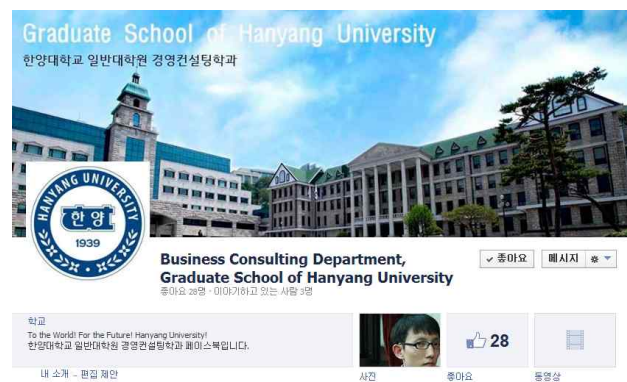 Graduate School of Hanyang University
한양대학교 일반대학원 경영컨설팅학과
HANYANG UNIVERSITY
한양
1939
Business Consulting Department,
Graduate School of Hanyang University
좋아요 28명 · 이야기하고 있는 사람 3명
✓ 좋아요
메시지
학교
To the World! For the Future! Hanyang University!
한양대학교 일반대학원 경영컨설팅학과 페이스북입니다.
내 소개 - 편집 제안
사진
28
좋아요
동영상